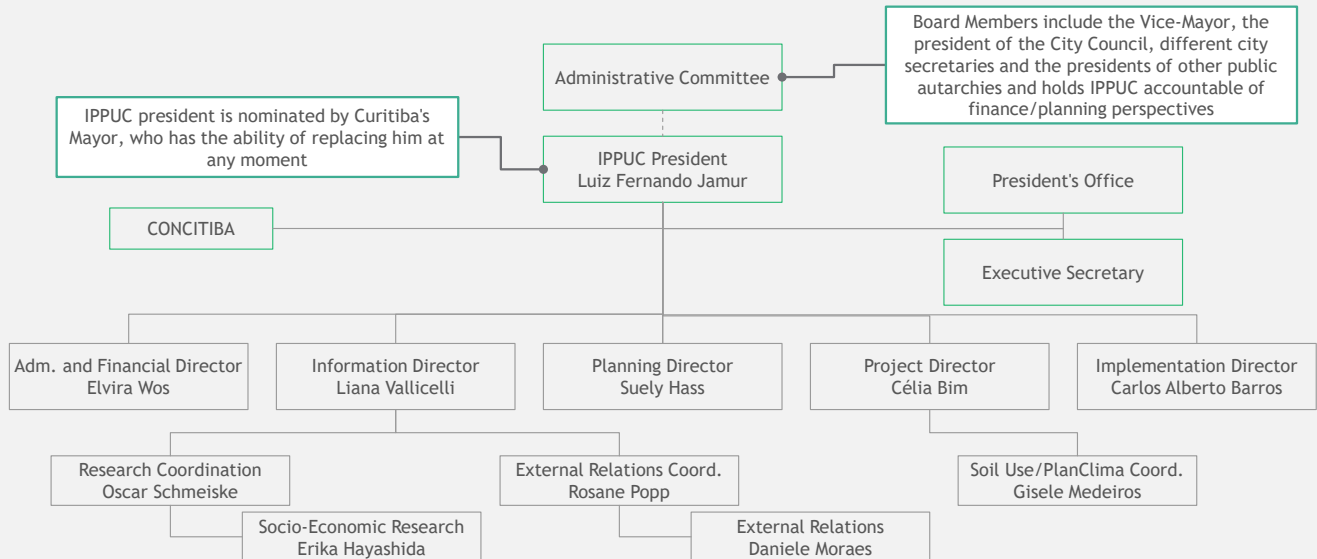 Board Members include the Vice-Mayor, the
president of the City Council, different city
secretaries and the presidents of other public
autarchies and holds IPPUC accountable of
finance/planning perspectives
Administrative Committee
IPPUC president is nominated by Curitiba's
Mayor, who has the ability of replacing him at
any moment
IPPUC President
Luiz Fernando Jamur
President's Office
CONCITIBA
Executive Secretary
Adm. and Financial Director
Elvira Wos
Information Director
Liana Vallicelli
Planning Director
Suely Hass
Project Director
Célia Bim
Implementation Director
Carlos Alberto Barros
Research Coordination
Oscar Schmeiske
External Relations Coord.
Rosane Popp
Soil Use/PlanClima Coord.
Gisele Medeiros
Socio-Economic Research
Erika Hayashida
External Relations
Daniele Moraes